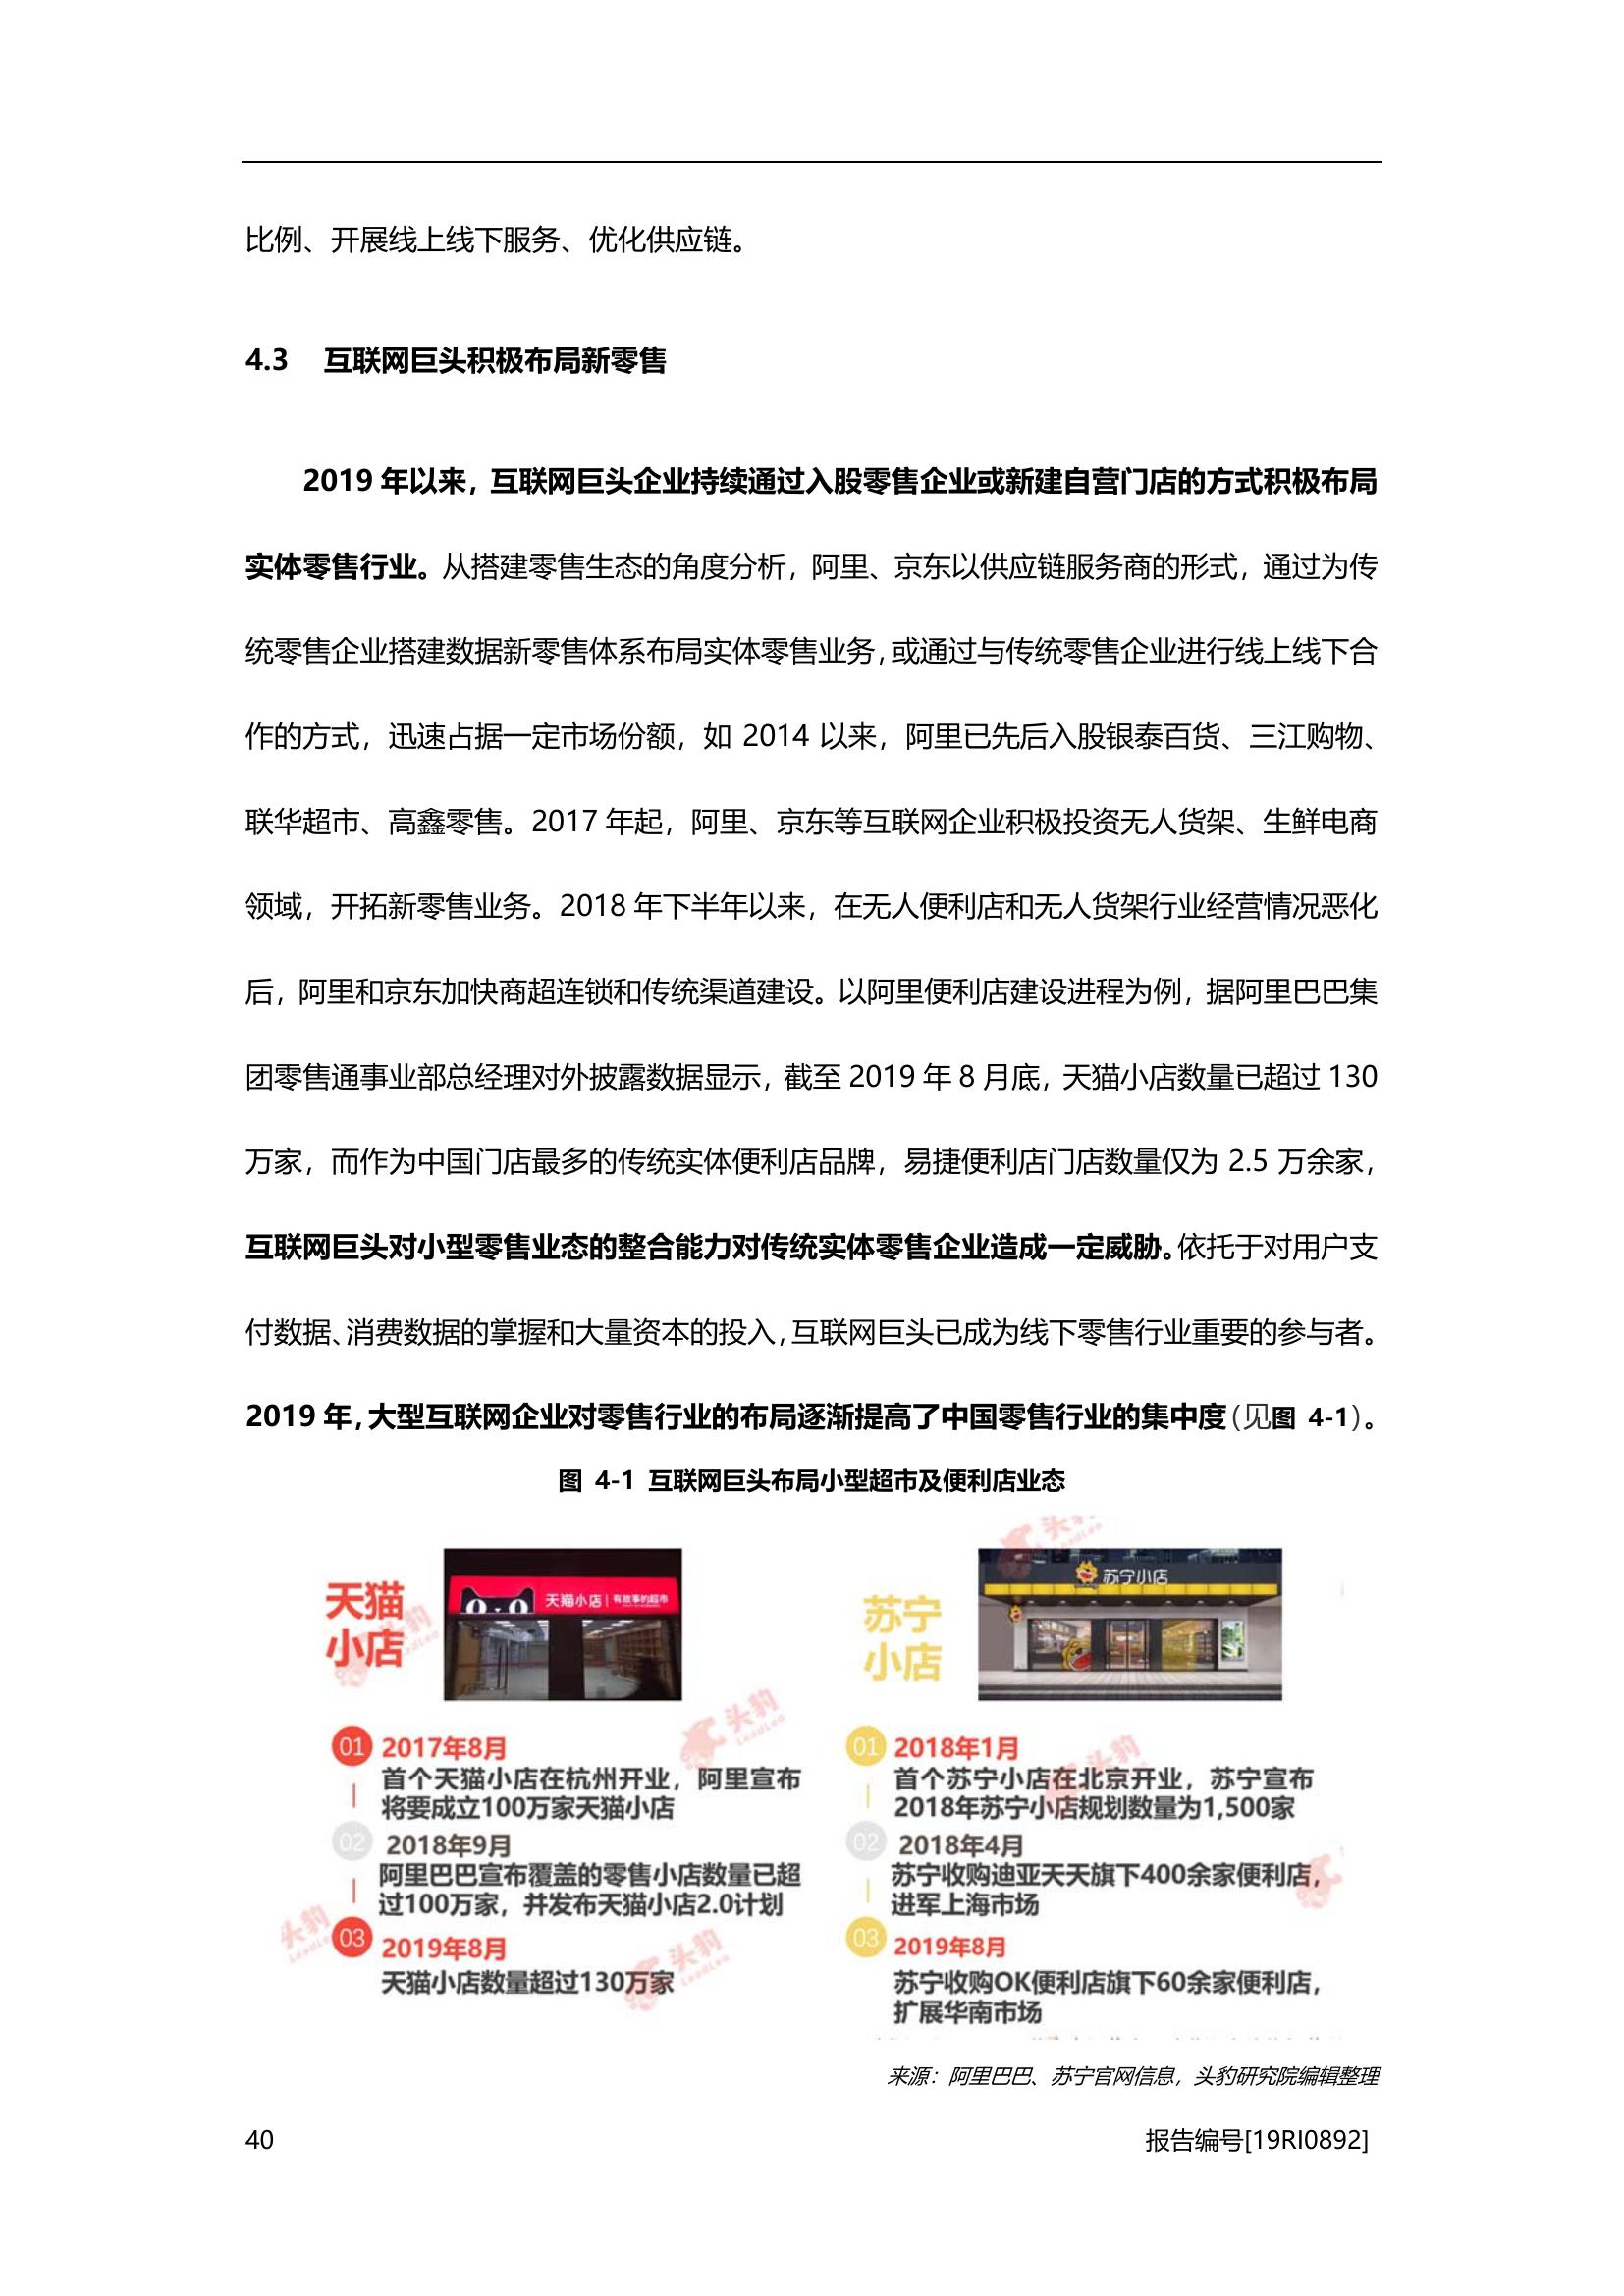 比例、开展线上线下服务、优化供应链。
4.3 互联网巨头积极布局新零售
2019 年以来，互联网巨头企业持续通过入股零售企业或新建自营门店的方式积极布局
实体零售行业。从搭建零售生态的角度分析，阿里、京东以供应链服务商的形式，通过为传
统零售企业搭建数据新零售体系布局实体零售业务，或通过与传统零售企业进行线上线下合
作的方式，迅速占据一定市场份额，如 2014 以来，阿里已先后入股银泰百货、三江购物、
联华超市、高鑫零售。2017 年起，阿里、京东等互联网企业积极投资无人货架、生鲜电商
领域，开拓新零售业务。2018 年下半年以来，在无人便利店和无人货架行业经营情况恶化
后，阿里和京东加快商超连锁和传统渠道建设。以阿里便利店建设进程为例，据阿里巴巴集
团零售通事业部总经理对外披露数据显示，截至 2019 年 8 月底，天猫小店数量已超过 130
万家，而作为中国门店最多的传统实体便利店品牌，易捷便利店门店数量仅为 2.5 万余家，
互联网巨头对小型零售业态的整合能力对传统实体零售企业造成一定威胁。依托于对用户支
付数据、消费数据的掌握和大量资本的投入，互联网巨头已成为线下零售行业重要的参与者。
2019 年，大型互联网企业对零售行业的布局逐渐提高了中国零售行业的集中度（见图 4-1）。
图 4-1 互联网巨头布局小型超市及便利店业态
天猫
小店
天猫小店 | 有故事的超市
01 2017年8月
首个天猫小店在杭州开业，阿里宣布
将要成立100万家天猫小店
02 2018年9月
阿里巴巴宣布覆盖的零售小店数量已超
过100万家，并发布天猫小店2.0计划
03 2019年8月
天猫小店数量超过130万家
苏宁
小店
苏宁小店
01 2018年1月
首个苏宁小店在北京开业，苏宁宣布
2018年苏宁小店规划数量为1,500家
02 2018年4月
苏宁收购迪亚天天旗下400余家便利店，
进军上海市场
03 2019年8月
苏宁收购OK便利店旗下60余家便利店，
扩展华南市场
头豹
LeadLeo
来源：阿里巴巴、苏宁官网信息，头豹研究院编辑整理
40
报告编号[19RI0892]